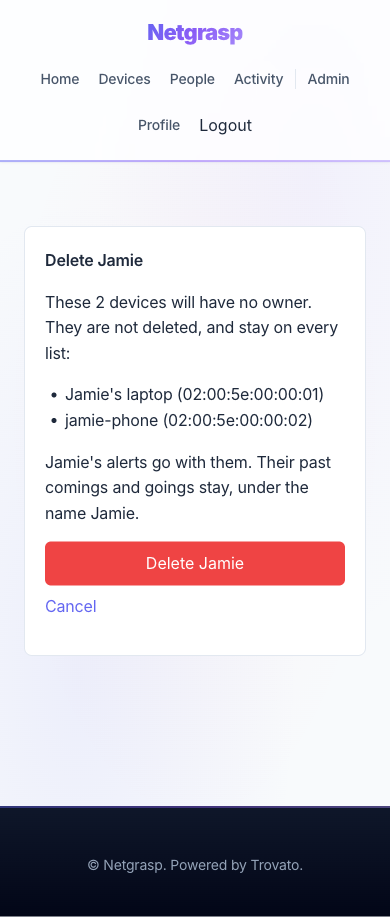 Netgrasp
Home Devices People Activity Admin
Profile Logout
Delete Jamie
These 2 devices will have no owner.
They are not deleted, and stay on every
list:
• Jamie's laptop (02:00:5e:00:00:01)
• jamie-phone (02:00:5e:00:00:02)
Jamie's alerts go with them. Their past
comings and goings stay, under the
name Jamie.
Delete Jamie
Cancel
© Netgrasp. Powered by Trovato.